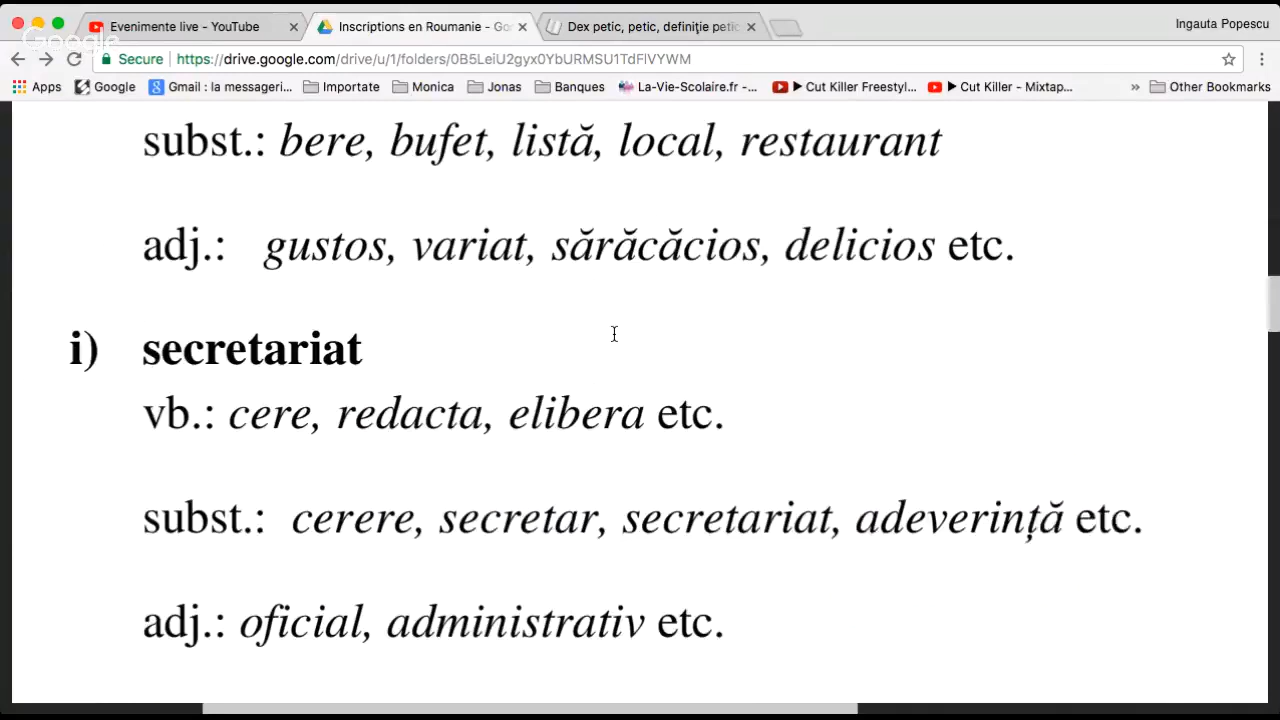 Evenimente live - YouTube
Inscriptions en Roumanie - Go
Dex petic, petic, definiţie petic
Ingauta Popescu
Google
Secure https://drive.google.com/drive/u/1/folders/0B5LeiU2gyx0YbURMSU1TdFlVYWM
Apps Google Gmail : la messageri... Importate Monica Jonas Banques La-Vie-Scolaire.fr -... ▶ Cut Killer Freestyl... ▶ Cut Killer - Mixtap... » Other Bookmarks
subst.: bere, bufet, listă, local, restaurant
adj.: gustos, variat, sărăcăcios, delicios etc.
i) secretariat
vb.: cere, redacta, elibera etc.
subst.: cerere, secretar, secretariat, adeverință etc.
adj.: oficial, administrativ etc.